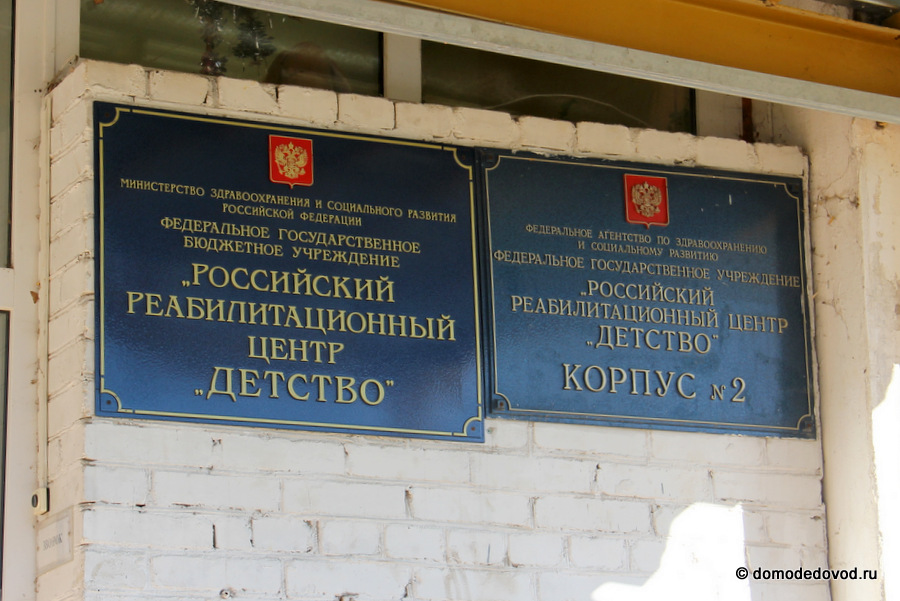 МИНИСТЕРСТВО ЗДРАВООХРАНЕНИЯ И СОЦИАЛЬНОГО РАЗВИТИЯ
РОССИЙСКОЙ ФЕДЕРАЦИИ
ФЕДЕРАЛЬНОЕ ГОСУДАРСТВЕННОЕ
БЮДЖЕТНОЕ УЧРЕЖДЕНИЕ
„РОССИЙСКИЙ
РЕАБИЛИТАЦИОННЫЙ
ЦЕНТР
„ДЕТСТВО"
ФЕДЕРАЛЬНОЕ АГЕНТСТВО ПО ЗДРАВООХРАНЕНИЮ
И СОЦИАЛЬНОМУ РАЗВИТИЮ
ФЕДЕРАЛЬНОЕ ГОСУДАРСТВЕННОЕ УЧРЕЖДЕНИЕ
„РОССИЙСКИЙ
РЕАБИЛИТАЦИОННЫЙ ЦЕНТР
„ДЕТСТВО"
КОРПУС №2
© domodedovod.ru